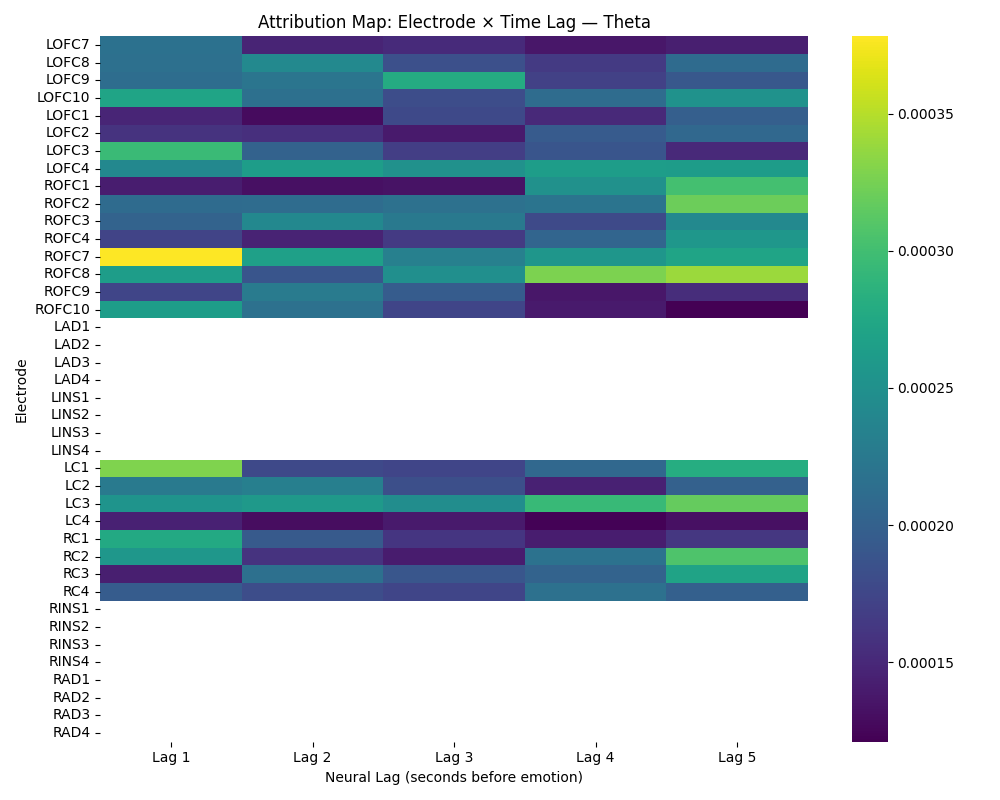 Attribution Map: Electrode × Time Lag — Theta
Electrode
LOFC7
LOFC8
LOFC9
LOFC10
LOFC1
LOFC2
LOFC3
LOFC4
ROFC1
ROFC2
ROFC3
ROFC4
ROFC7
ROFC8
ROFC9
ROFC10
LAD1
LAD2
LAD3
LAD4
LINS1
LINS2
LINS3
LINS4
LC1
LC2
LC3
LC4
RC1
RC2
RC3
RC4
RINS1
RINS2
RINS3
RINS4
RAD1
RAD2
RAD3
RAD4
Lag 1 Lag 2 Lag 3 Lag 4 Lag 5
Neural Lag (seconds before emotion)
0.00035
0.00030
0.00025
0.00020
0.00015